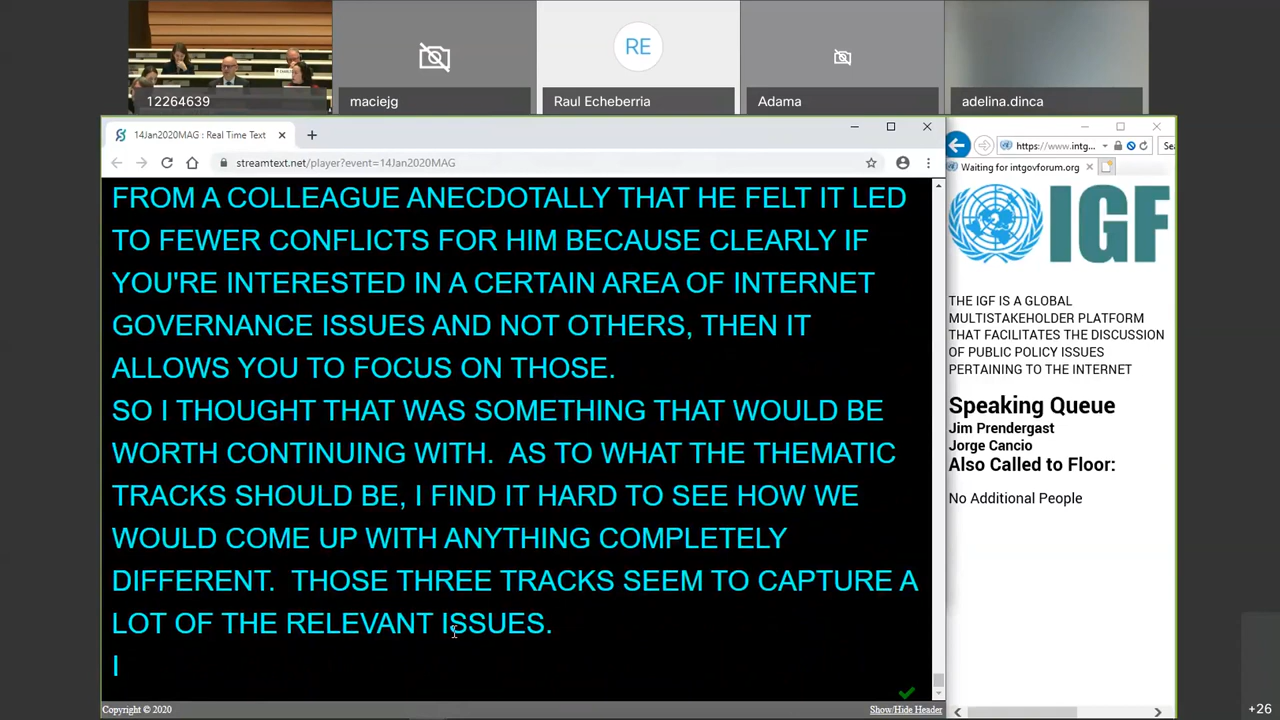 RE
12264639
maciejg
Raul Echeberria
Adama
adelina.dinca
14Jan2020MAG : Real Time Text
streamtext.net/player?event=14Jan2020MAG
FROM A COLLEAGUE ANECDOTALLY THAT HE FELT IT LED
TO FEWER CONFLICTS FOR HIM BECAUSE CLEARLY IF
YOU'RE INTERESTED IN A CERTAIN AREA OF INTERNET
GOVERNANCE ISSUES AND NOT OTHERS, THEN IT
ALLOWS YOU TO FOCUS ON THOSE.
SO I THOUGHT THAT WAS SOMETHING THAT WOULD BE
WORTH CONTINUING WITH.  AS TO WHAT THE THEMATIC
TRACKS SHOULD BE, I FIND IT HARD TO SEE HOW WE
WOULD COME UP WITH ANYTHING COMPLETELY
DIFFERENT.  THOSE THREE TRACKS SEEM TO CAPTURE A
LOT OF THE RELEVANT ISSUES.
I
Copyright © 2020
Show/Hide Header
https://www.intg...
Sea
Waiting for intgovforum.org
IGF
THE IGF IS A GLOBAL
MULTISTAKEHOLDER PLATFORM
THAT FACILITATES THE DISCUSSION
OF PUBLIC POLICY ISSUES
PERTAINING TO THE INTERNET
Speaking Queue
Jim Prendergast
Jorge Cancio
Also Called to Floor:
No Additional People
+26